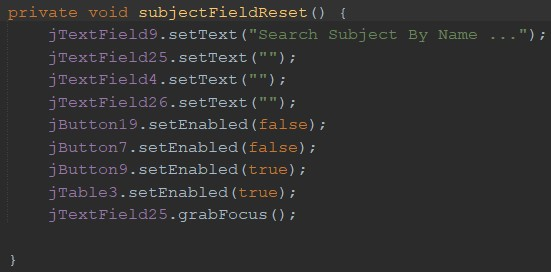 private void subjectFieldReset() {
jTextField9.setText("Search Subject By Name ...");
jTextField25.setText("");
jTextField4.setText("");
jTextField26.setText("");
jButton19.setEnabled(false);
jButton7.setEnabled(false);
jButton9.setEnabled(true);
jTable3.setEnabled(true);
jTextField25.grabFocus();
}